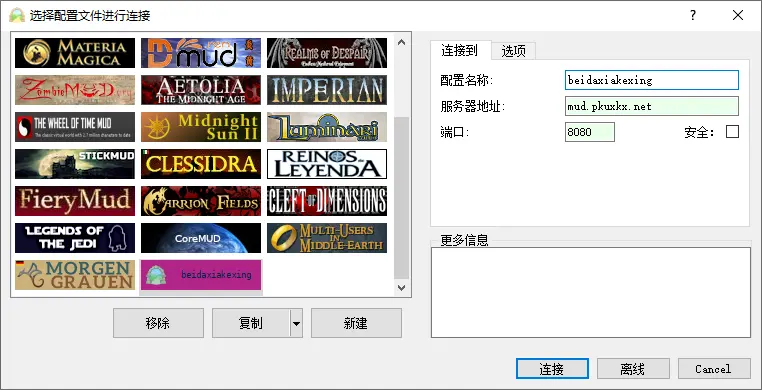 选择配置文件进行连接
?
MATERIA MAGICA
mud
REALMS OF DESPAIR
ZombieMUD.org
AETOLIA
THE MIDNIGHT AGE
IMPERIAN
THE WHEEL OF TIME MUD
Midnight Sun II
Luminari
STICKMUD
CLESSIDRA
REINOS DE LEYENDA
FieryMud
CARRION FIELDS
CLEFT OF DIMENSIONS
LEGENDS OF THE JEDI
CoreMUD
MULTI-USERS IN MIDDLE-EARTH
MORGENGRAUEN
beidaxiakexing
移除
复制
新建
连接到
选项
配置名称:
beidaxiakexing
服务器地址:
mud.pkuxkx.net
端口:
8080
安全:
更多信息
连接
离线
Cancel